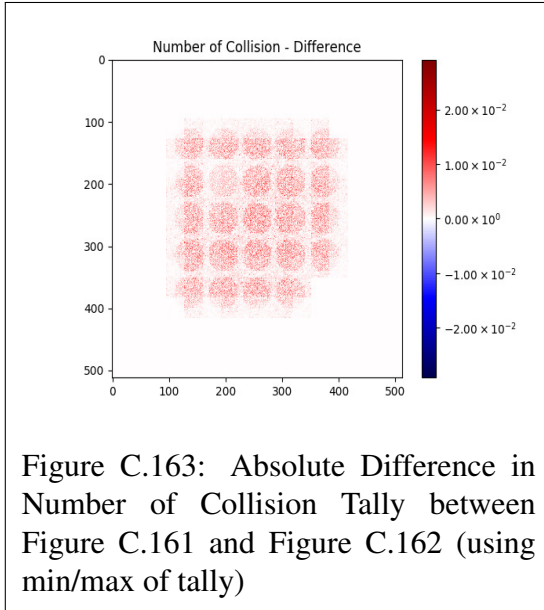 Number of Collision - Difference
0
100
200
300
400
500
0 100 200 300 400 500
2.00 × 10⁻²
1.00 × 10⁻²
0.00 × 10⁰
−1.00 × 10⁻²
−2.00 × 10⁻²
Figure C.163: Absolute Difference in
Number of Collision Tally between
Figure C.161 and Figure C.162 (using
min/max of tally)